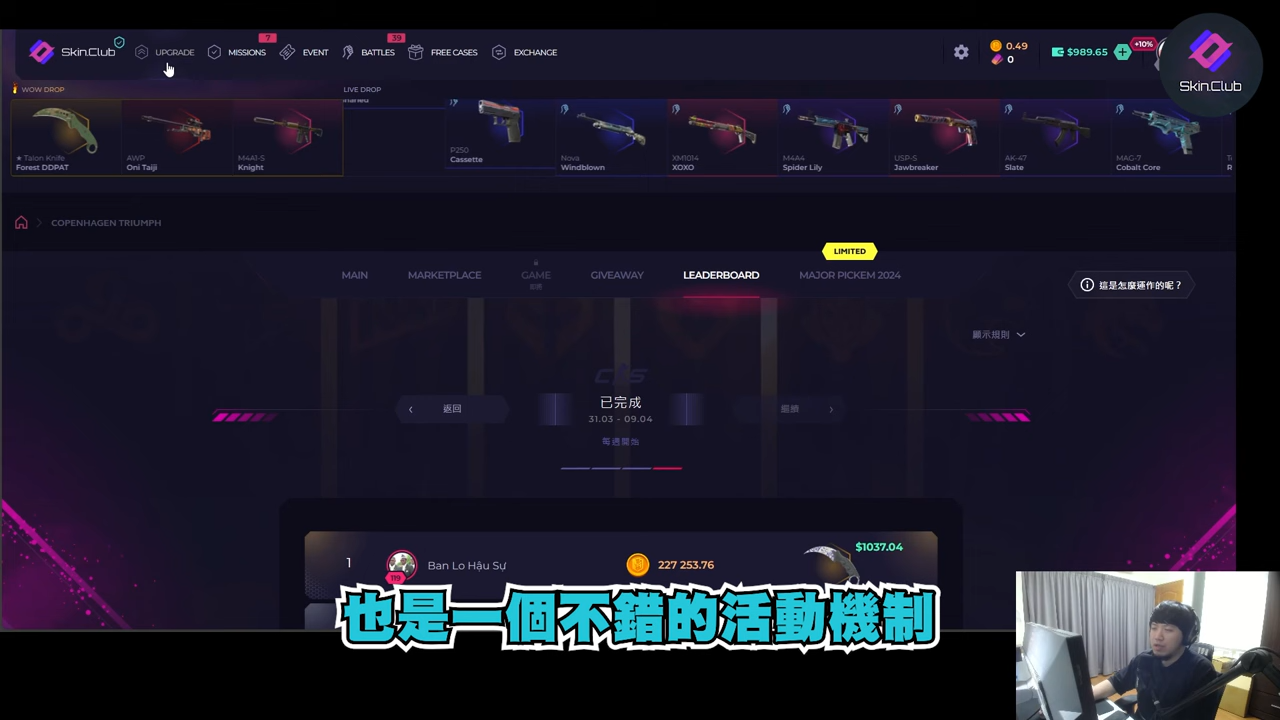 Skin.Club
UPGRADE
7
MISSIONS
EVENT
39
BATTLES
FREE CASES
EXCHANGE
0.49
0
$989.65
+10%
Skin.Club
WOW DROP
LIVE DROP
★ Talon Knife
Forest DDPAT
AWP
Oni Taiji
M4A1-S
Knight
P250
Cassette
Nova
Windblown
XM1014
XOXO
M4A4
Spider Lily
USP-S
Jawbreaker
AK-47
Slate
MAG-7
Cobalt Core
COPENHAGEN TRIUMPH
LIMITED
MAIN
MARKETPLACE
GAME
GIVEAWAY
LEADERBOARD
MAJOR PICKEM 2024
這是怎麼運作的呢？
顯示規則
返回
已完成
31.03 - 09.04
每週開始
繼續
1
119
Ban Lo Hậu Sự
227 253.76
$1037.04
也是一個不錯的活動機制